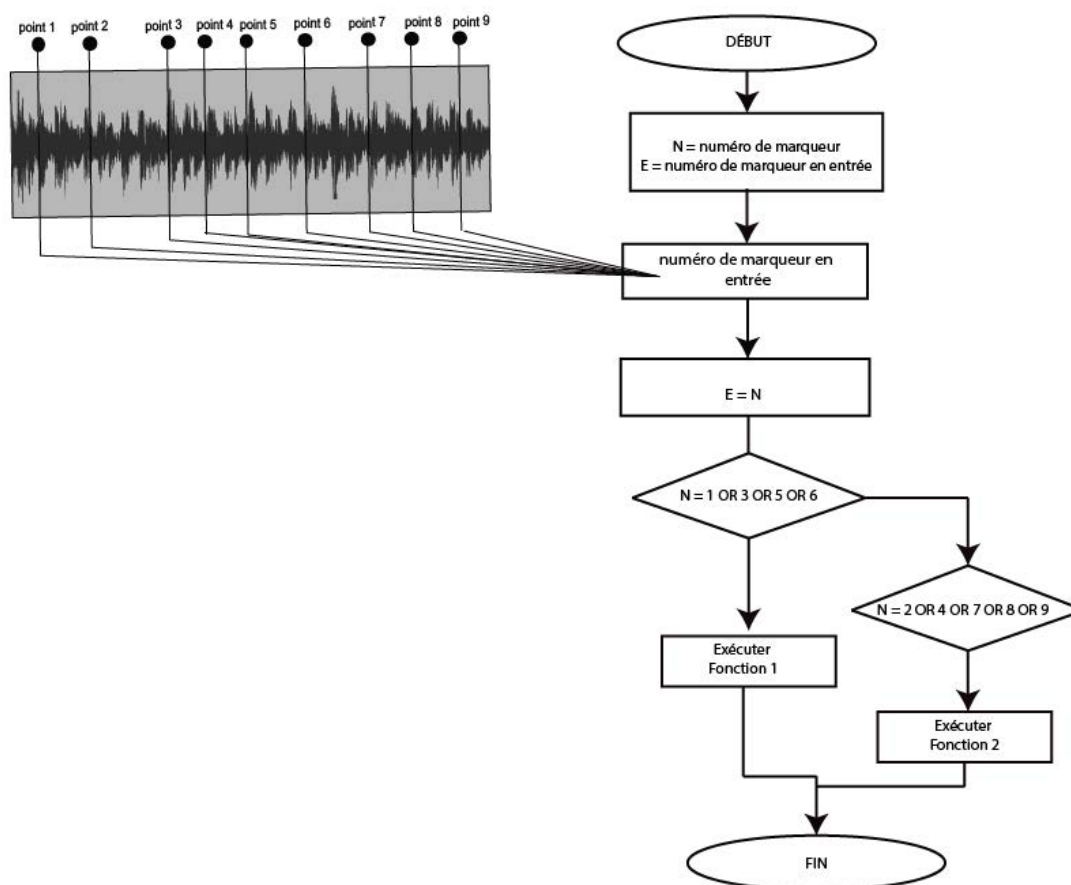 point 1
point 2
point 3
point 4
point 5
point 6
point 7
point 8
point 9
DÉBUT
N = numéro de marqueur
E = numéro de marqueur en entrée
numéro de marqueur en
entrée
E = N
N = 1 OR 3 OR 5 OR 6
N = 2 OR 4 OR 7 OR 8 OR 9
Exécuter
Fonction 1
Exécuter
Fonction 2
FIN